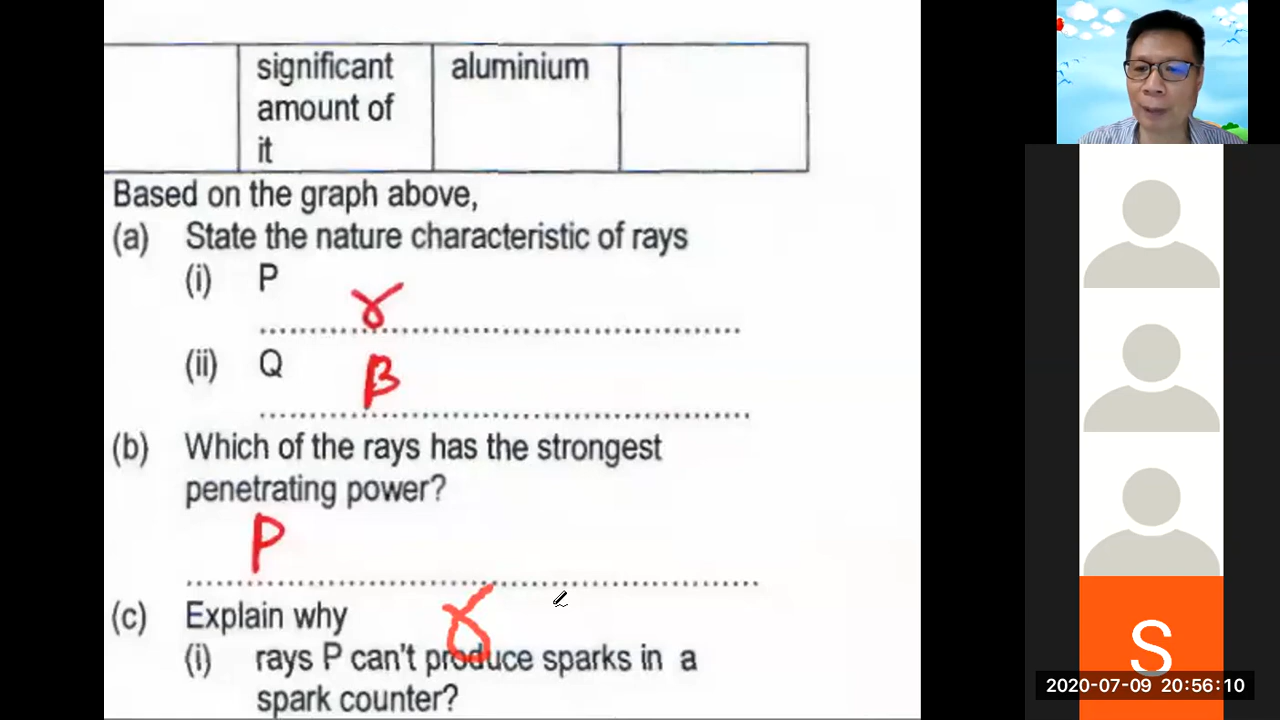 significant aluminium
amount of
it
Based on the graph above,
(a) State the nature characteristic of rays
(i) P
γ
(ii) Q
β
(b) Which of the rays has the strongest
penetrating power?
P
γ
(c) Explain why
(i) rays P can't produce sparks in a
spark counter?
S
2020-07-09 20:56:10